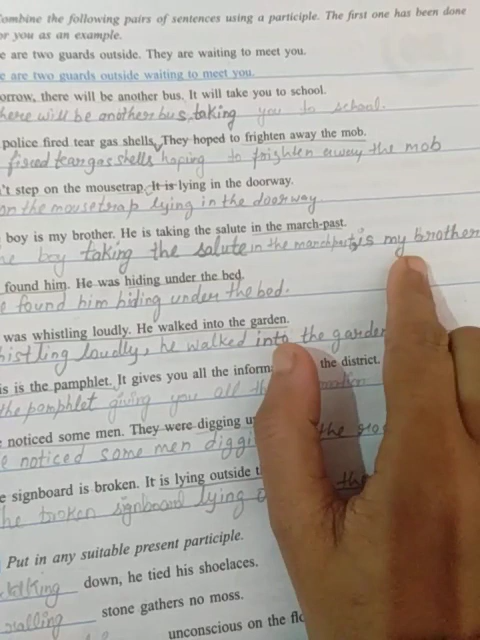 ombine the following pairs of sentences using a participle. The first one has been done
or you as an example.
e are two guards outside. They are waiting to meet you.
e are two guards outside waiting to meet you.
orrow, there will be another bus. It will take you to school.
here will be another bus, taking you to school.
police fired tear gas shells. They hoped to frighten away the mob.
fired tear gas shells hoping to frighten away the mob
't step on the mousetrap. It is lying in the doorway.
on the mousetrap lying in the doorway
boy is my brother. He is taking the salute in the march-past.
he boy taking the salute in the marchpast, is my brother
found him. He was hiding under the bed.
e found him hiding under the bed.
was whistling loudly. He walked into the garden.
histling loudly, he walked into the garden
is is the pamphlet. It gives you all the inform the district.
the pamphlet giving you all th mation
e noticed some men. They were digging u
e noticed some men diggi the roa
e signboard is broken. It is lying outside t
he broken signboard lying o the
Put in any suitable present participle.
down, he tied his shoelaces.
stone gathers no moss.
unconscious on the flo